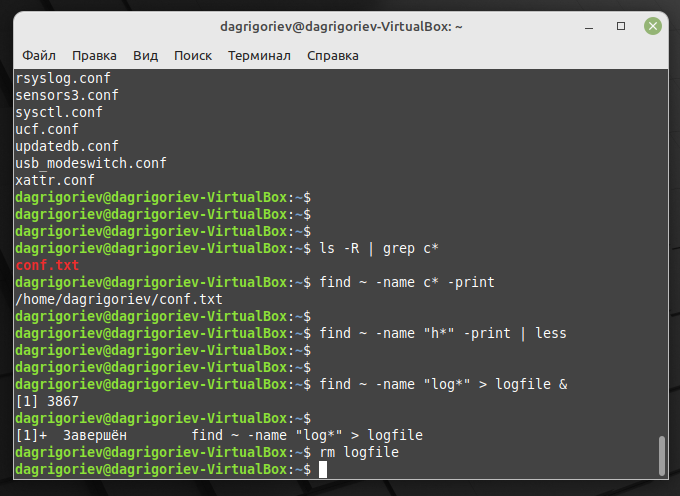 dagrigoriev@dagrigoriev-VirtualBox: ~
Файл Правка Вид Поиск Терминал Справка
rsyslog.conf
sensors3.conf
sysctl.conf
ucf.conf
updatedb.conf
usb_modeswitch.conf
xattr.conf
dagrigoriev@dagrigoriev-VirtualBox:~$
dagrigoriev@dagrigoriev-VirtualBox:~$
dagrigoriev@dagrigoriev-VirtualBox:~$
dagrigoriev@dagrigoriev-VirtualBox:~$ ls -R | grep c*
conf.txt
dagrigoriev@dagrigoriev-VirtualBox:~$ find ~ -name c* -print
/home/dagrigoriev/conf.txt
dagrigoriev@dagrigoriev-VirtualBox:~$
dagrigoriev@dagrigoriev-VirtualBox:~$ find ~ -name "h*" -print | less
dagrigoriev@dagrigoriev-VirtualBox:~$
dagrigoriev@dagrigoriev-VirtualBox:~$
dagrigoriev@dagrigoriev-VirtualBox:~$ find ~ -name "log*" > logfile &
[1] 3867
dagrigoriev@dagrigoriev-VirtualBox:~$
[1]+  Завершён        find ~ -name "log*" > logfile
dagrigoriev@dagrigoriev-VirtualBox:~$ rm logfile
dagrigoriev@dagrigoriev-VirtualBox:~$